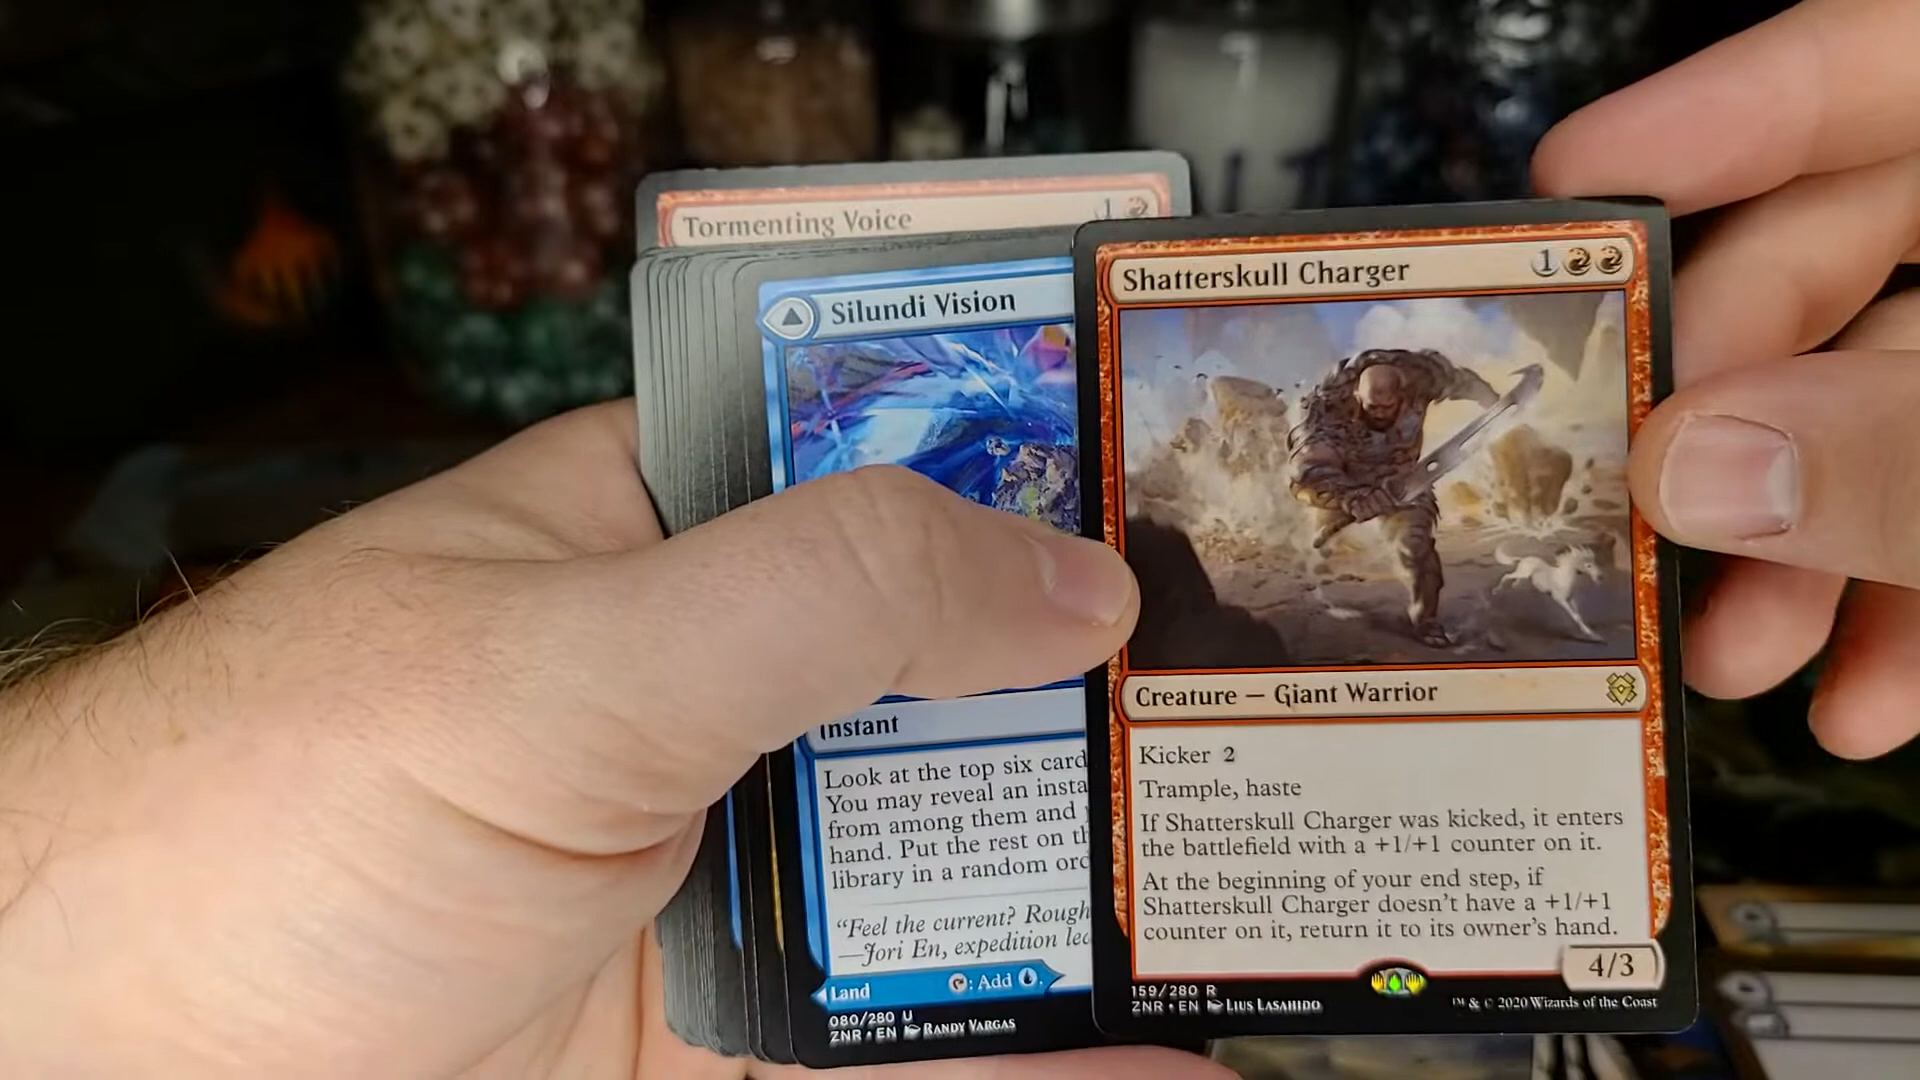 Tormenting Voice 1
Silundi Vision
Instant
Look at the top six card
You may reveal an insta
from among them and
hand. Put the rest on th
library in a random ord
“Feel the current? Rough
—Jori En, expedition lea
Land : Add .
080/280 U
ZNR • EN RANDY VARGAS
Shatterskull Charger 1
Creature — Giant Warrior
Kicker 2
Trample, haste
If Shatterskull Charger was kicked, it enters
the battlefield with a +1/+1 counter on it.
At the beginning of your end step, if
Shatterskull Charger doesn't have a +1/+1
counter on it, return it to its owner's hand.
4/3
159/280 R
ZNR • EN LIUS LASAHIDO
™ & © 2020 Wizards of the Coast